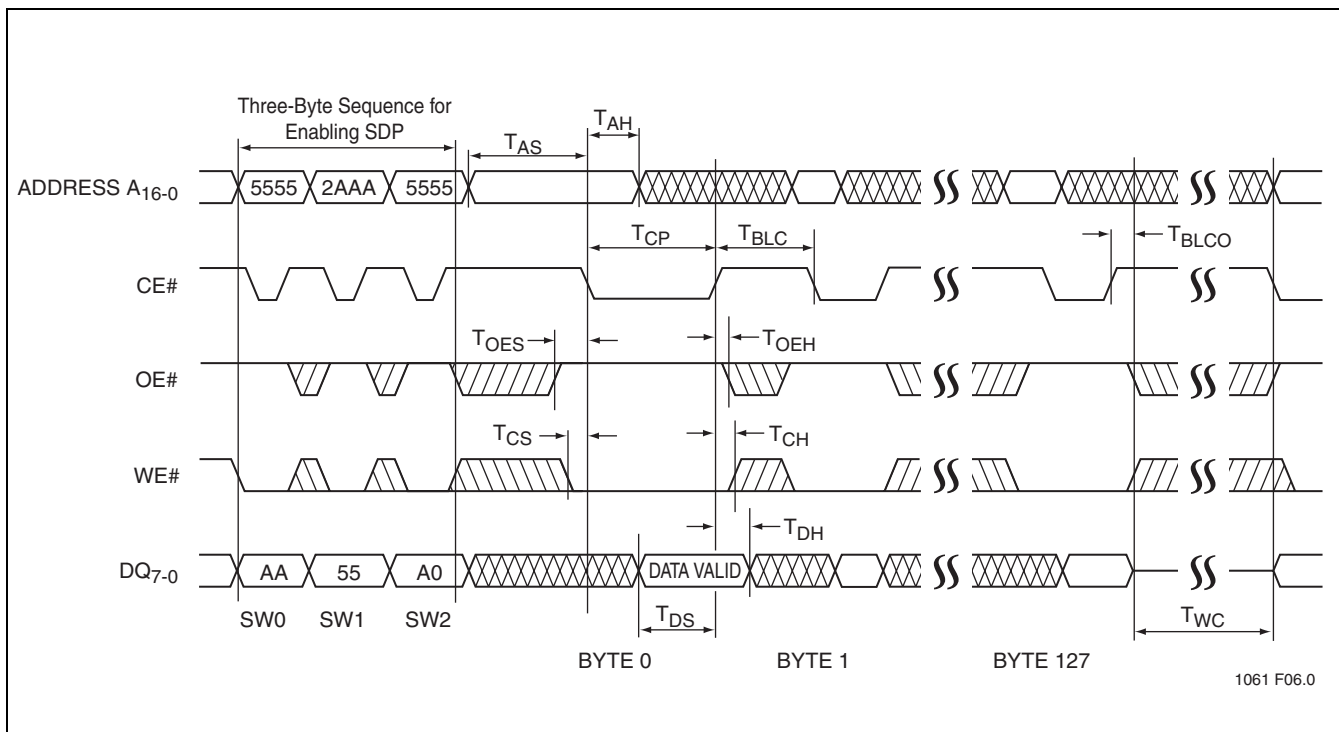 Three-Byte Sequence for
Enabling SDP
TAS
TAH
ADDRESS A16-0
5555
2AAA
5555
TCP
TBLC
TBLCO
CE#
TOES
TOEH
OE#
TCS
TCH
WE#
TDH
DQ7-0
AA
55
A0
DATA VALID
SW0
SW1
SW2
TDS
TWC
BYTE 0
BYTE 1
BYTE 127
1061 F06.0